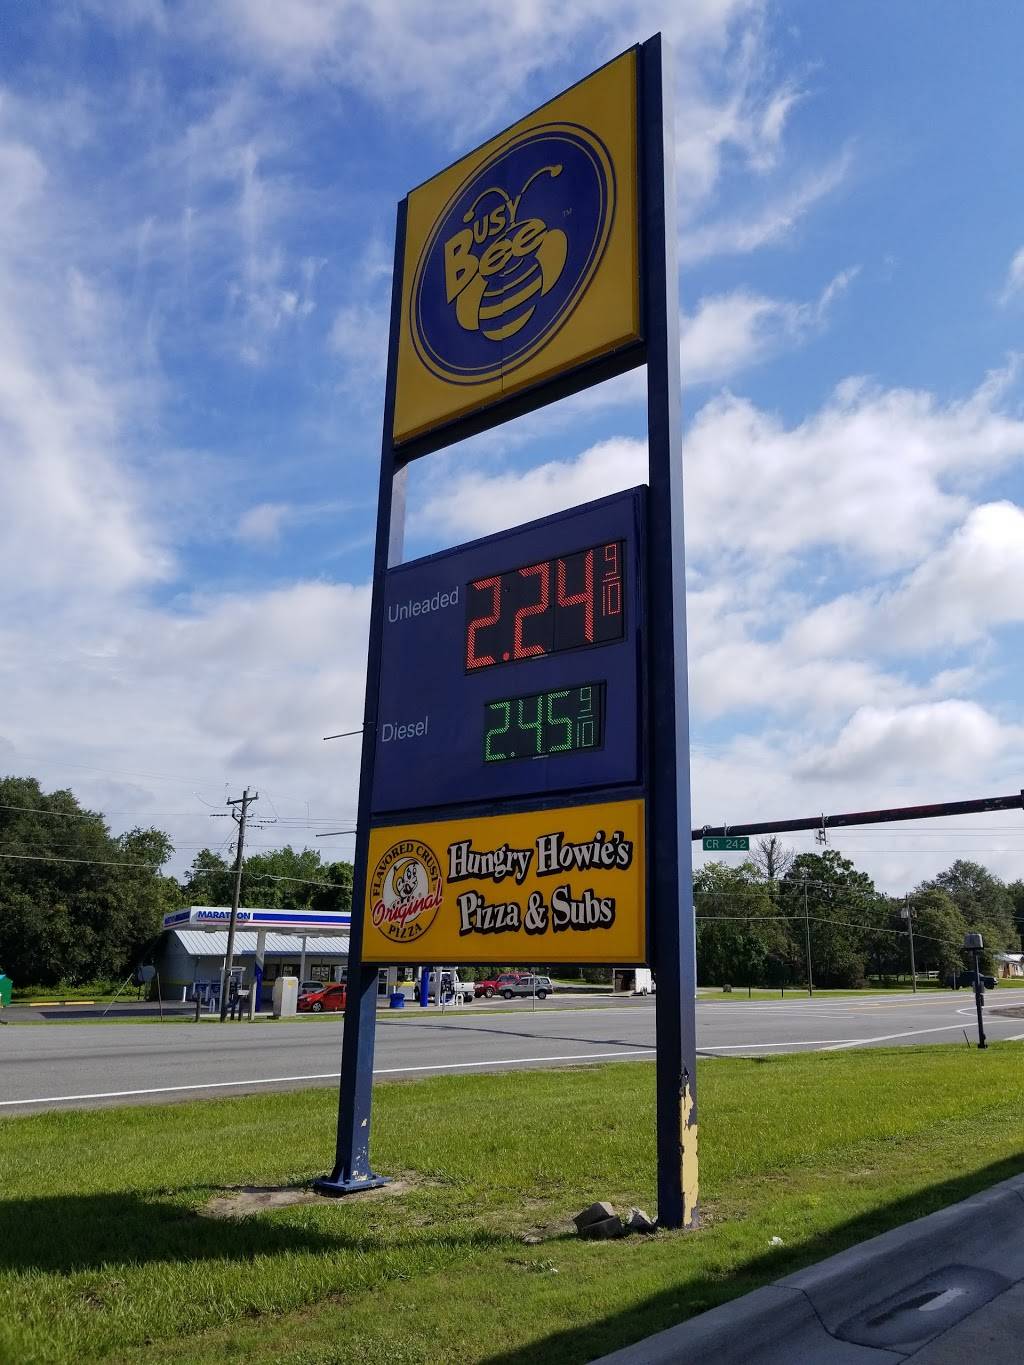 Busy
Bee
TM
Unleaded 2.24 9/10
Diesel 2.45 9/10
FLAVORED CRUST
Original
PIZZA
Hungry Howie's
Pizza & Subs
CR 242
MARATHON